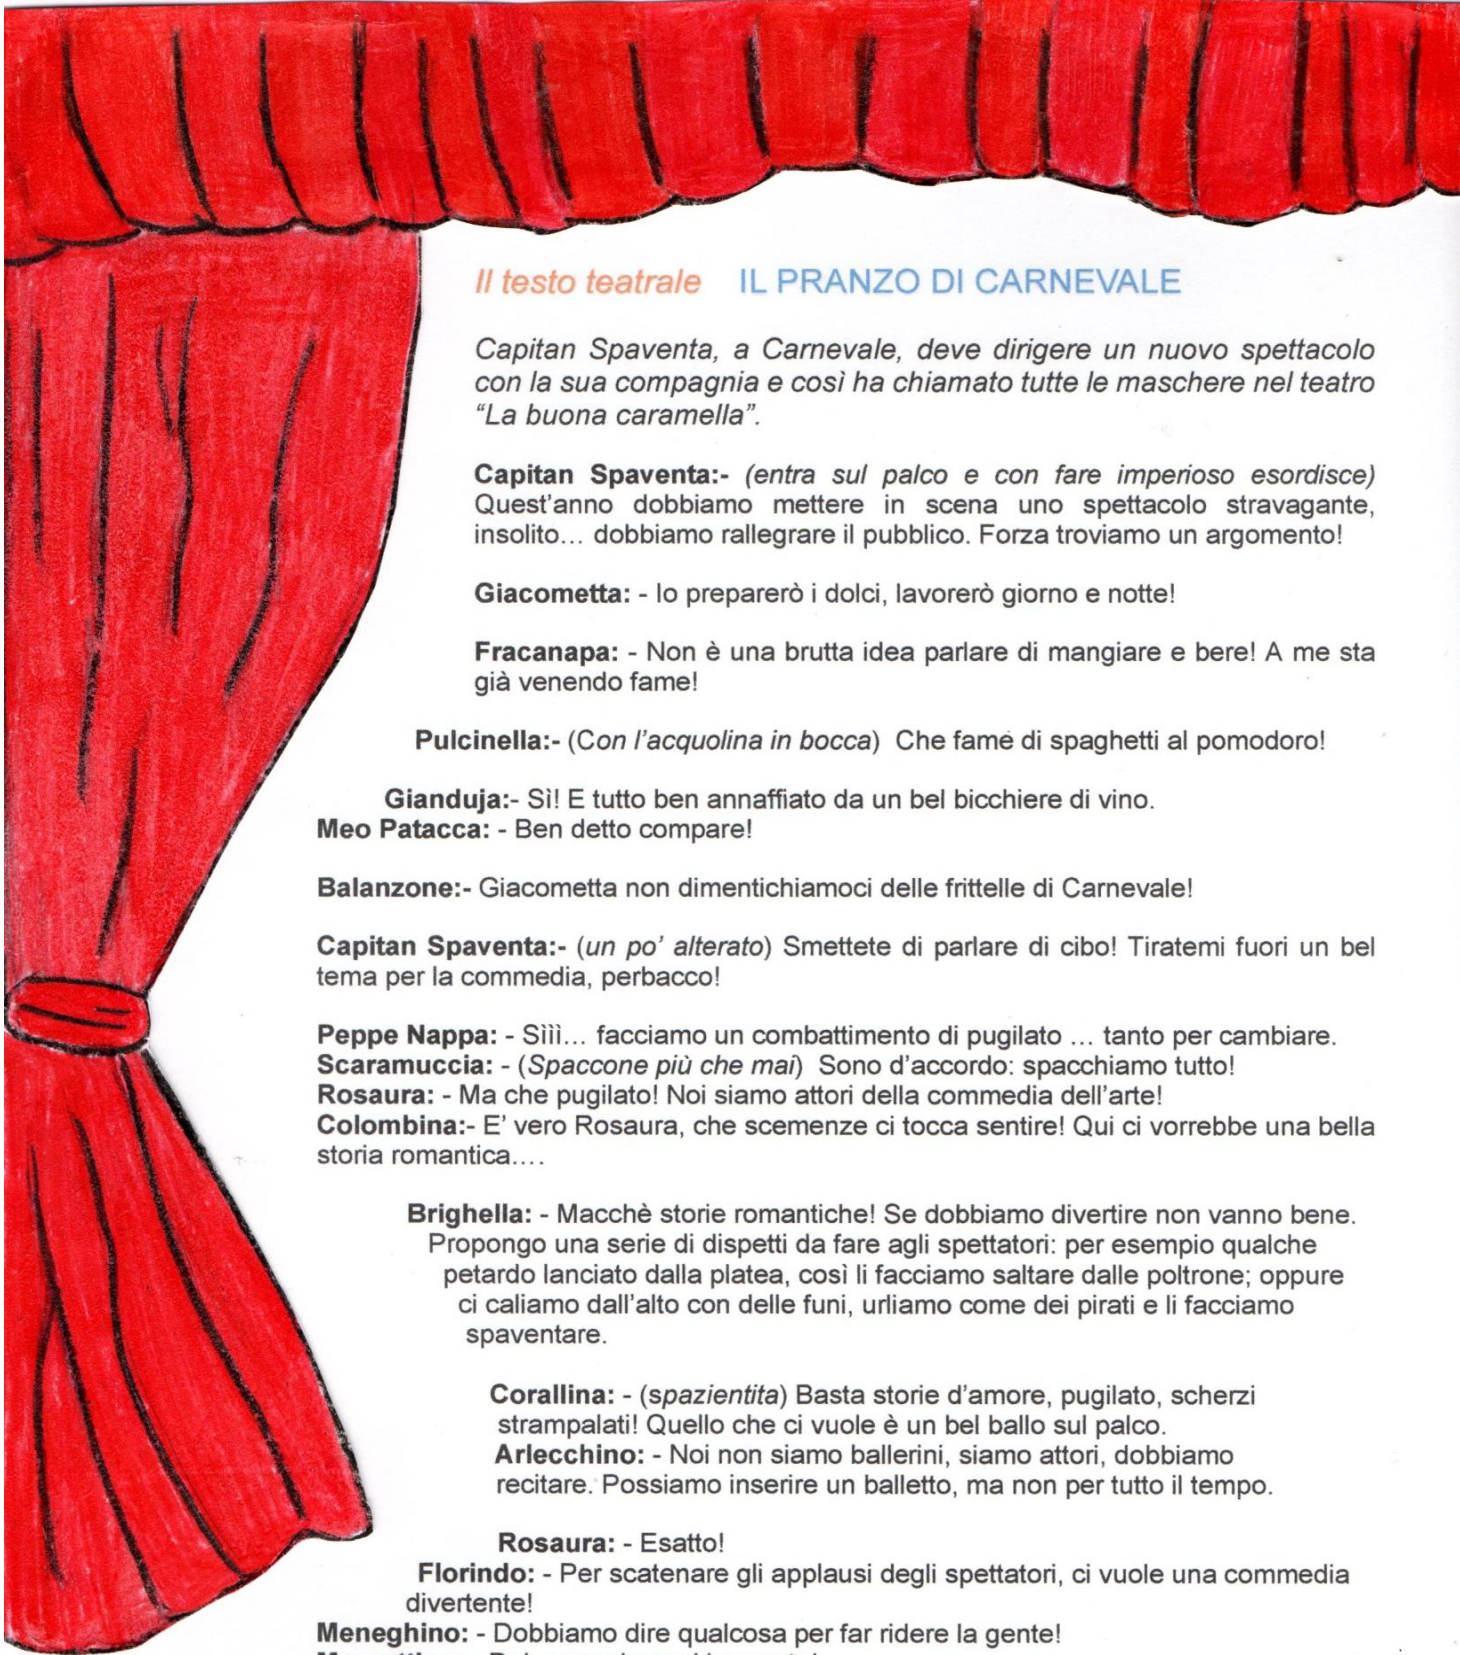 Il testo teatrale IL PRANZO DI CARNEVALE
Capitan Spaventa, a Carnevale, deve dirigere un nuovo spettacolo
con la sua compagnia e così ha chiamato tutte le maschere nel teatro
“La buona caramella”.
Capitan Spaventa:- (entra sul palco e con fare imperioso esordisce)
Quest’anno dobbiamo mettere in scena uno spettacolo stravagante,
insolito… dobbiamo rallegrare il pubblico. Forza troviamo un argomento!
Giacometta: - Io preparerò i dolci, lavorerò giorno e notte!
Fracanapa: - Non è una brutta idea parlare di mangiare e bere! A me sta
già venendo fame!
Pulcinella:- (Con l’acquolina in bocca) Che fame di spaghetti al pomodoro!
Gianduja:- Sì! E tutto ben annaffiato da un bel bicchiere di vino.
Meo Patacca: - Ben detto compare!
Balanzone:- Giacometta non dimentichiamoci delle frittelle di Carnevale!
Capitan Spaventa:- (un po’ alterato) Smettete di parlare di cibo! Tiratemi fuori un bel
tema per la commedia, perbacco!
Peppe Nappa: - Sììì… facciamo un combattimento di pugilato … tanto per cambiare.
Scaramuccia: - (Spaccone più che mai) Sono d’accordo: spacchiamo tutto!
Rosaura: - Ma che pugilato! Noi siamo attori della commedia dell’arte!
Colombina:- E’ vero Rosaura, che scemenze ci tocca sentire! Qui ci vorrebbe una bella
storia romantica….
Brighella: - Macchè storie romantiche! Se dobbiamo divertire non vanno bene.
Propongo una serie di dispetti da fare agli spettatori: per esempio qualche
petardo lanciato dalla platea, così li facciamo saltare dalle poltrone; oppure
ci caliamo dall’alto con delle funi, urliamo come dei pirati e li facciamo
spaventare.
Corallina: - (spazientita) Basta storie d’amore, pugilato, scherzi
strampalati! Quello che ci vuole è un bel ballo sul palco.
Arlecchino: - Noi non siamo ballerini, siamo attori, dobbiamo
recitare. Possiamo inserire un balletto, ma non per tutto il tempo.
Rosaura: - Esatto!
Florindo: - Per scatenare gli applausi degli spettatori, ci vuole una commedia
divertente!
Meneghino: - Dobbiamo dire qualcosa per far ridere la gente!